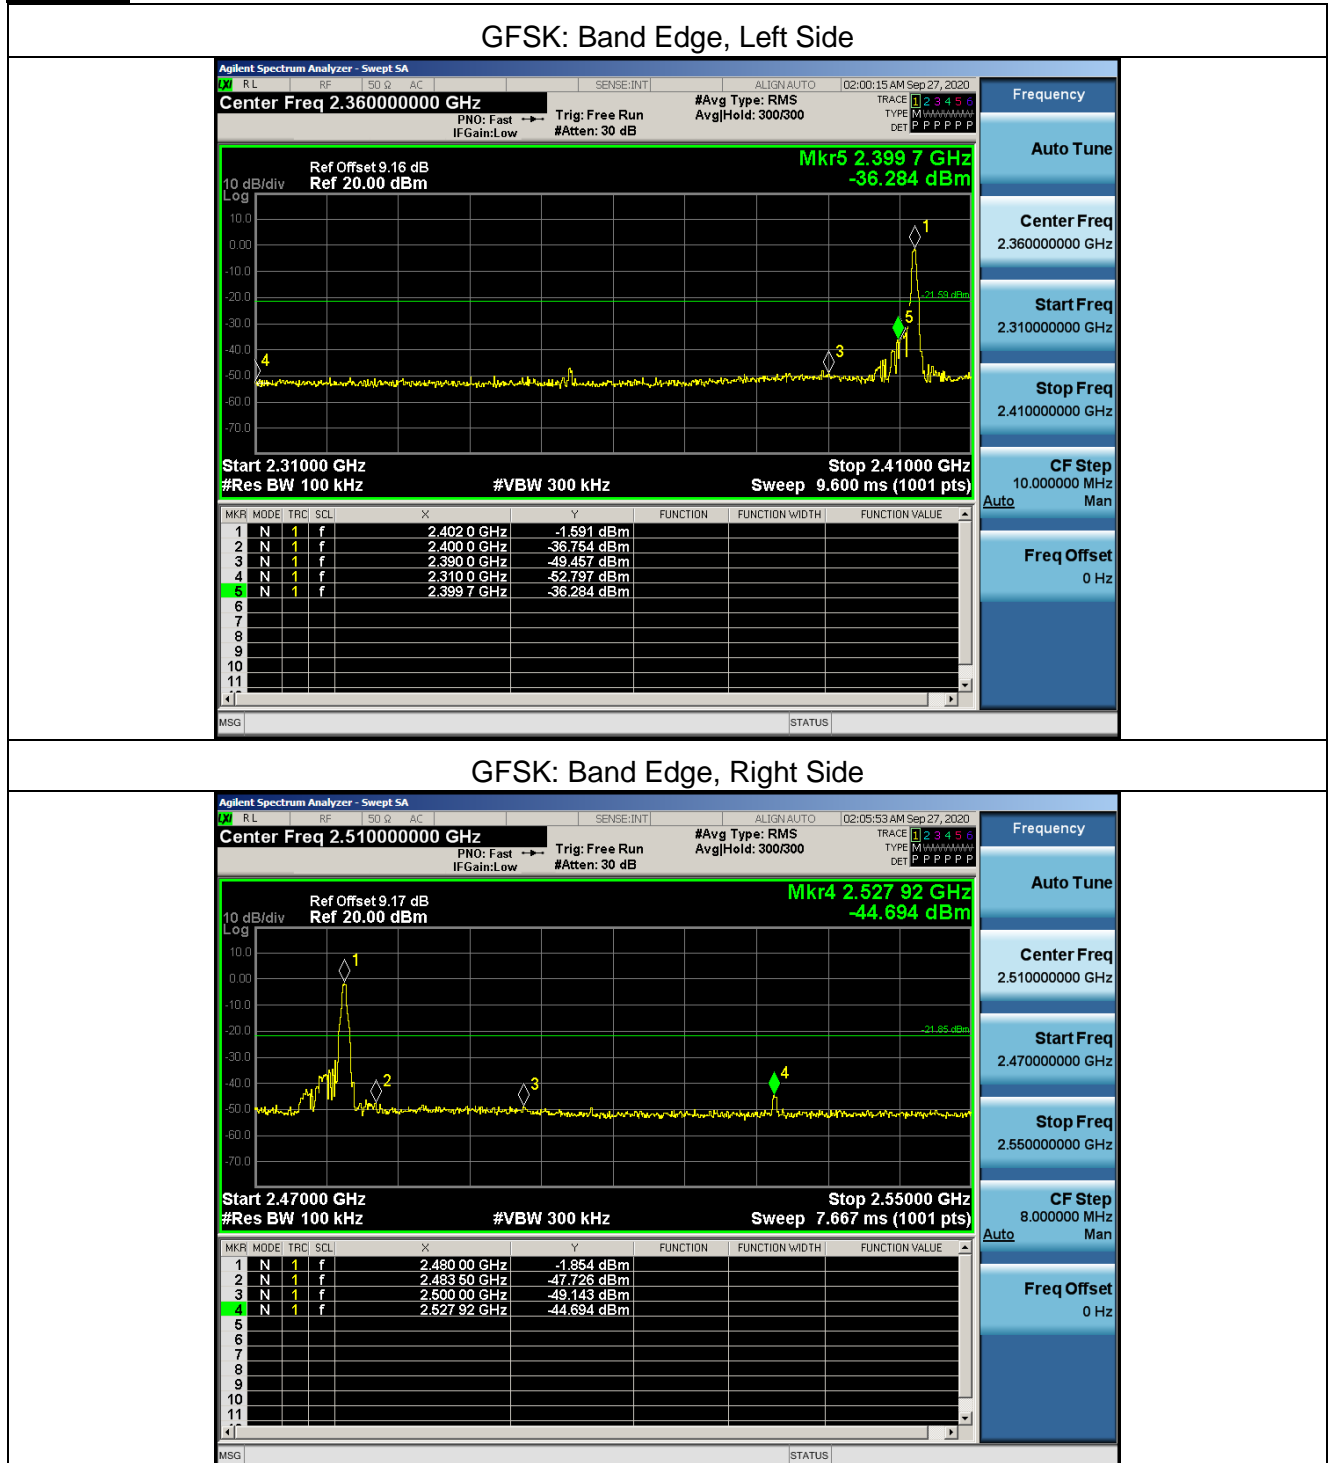 GFSK: Band Edge, Left Side
Agilent Spectrum Analyzer - Swept SA
LXI RL RF 50 Ω AC SENSE:INT ALIGN AUTO 02:00:15 AM Sep 27, 2020
Center Freq 2.360000000 GHz
PNO: Fast
IFGain:Low
Trig: Free Run
#Atten: 30 dB
#Avg Type: RMS
Avg|Hold: 300/300
TRACE 1 2 3 4 5 6
TYPE M
DET P P P P P P
Ref Offset 9.16 dB
10 dB/div Ref 20.00 dBm
Log
Mkr5 2.399 7 GHz
-36.284 dBm
10.0
0.00
-10.0
-20.0
-30.0
-40.0
-50.0
-60.0
-70.0
1
-21.59 dBm
5
3
4
Start 2.31000 GHz Stop 2.41000 GHz
#Res BW 100 kHz #VBW 300 kHz Sweep 9.600 ms (1001 pts)
MKR MODE TRC SCL X Y FUNCTION FUNCTION WIDTH FUNCTION VALUE
1 N 1 f 2.402 0 GHz -1.591 dBm
2 N 1 f 2.400 0 GHz -36.754 dBm
3 N 1 f 2.390 0 GHz -49.457 dBm
4 N 1 f 2.310 0 GHz -52.797 dBm
5 N 1 f 2.399 7 GHz -36.284 dBm
6
7
8
9
10
11
MSG STATUS
Frequency
Auto Tune
Center Freq
2.360000000 GHz
Start Freq
2.310000000 GHz
Stop Freq
2.410000000 GHz
CF Step
10.000000 MHz
Auto Man
Freq Offset
0 Hz
GFSK: Band Edge, Right Side
Agilent Spectrum Analyzer - Swept SA
LXI RL RF 50 Ω AC SENSE:INT ALIGN AUTO 02:05:53 AM Sep 27, 2020
Center Freq 2.510000000 GHz
PNO: Fast
IFGain:Low
Trig: Free Run
#Atten: 30 dB
#Avg Type: RMS
Avg|Hold: 300/300
TRACE 1 2 3 4 5 6
TYPE M
DET P P P P P P
Ref Offset 9.17 dB
10 dB/div Ref 20.00 dBm
Log
Mkr4 2.527 92 GHz
-44.694 dBm
10.0
0.00
-10.0
-20.0
-30.0
-40.0
-50.0
-60.0
-70.0
1
-21.85 dBm
2
3
4
Start 2.47000 GHz Stop 2.55000 GHz
#Res BW 100 kHz #VBW 300 kHz Sweep 7.667 ms (1001 pts)
MKR MODE TRC SCL X Y FUNCTION FUNCTION WIDTH FUNCTION VALUE
1 N 1 f 2.480 00 GHz -1.854 dBm
2 N 1 f 2.483 50 GHz -47.726 dBm
3 N 1 f 2.500 00 GHz -49.143 dBm
4 N 1 f 2.527 92 GHz -44.694 dBm
5
6
7
8
9
10
11
MSG STATUS
Frequency
Auto Tune
Center Freq
2.510000000 GHz
Start Freq
2.470000000 GHz
Stop Freq
2.550000000 GHz
CF Step
8.000000 MHz
Auto Man
Freq Offset
0 Hz